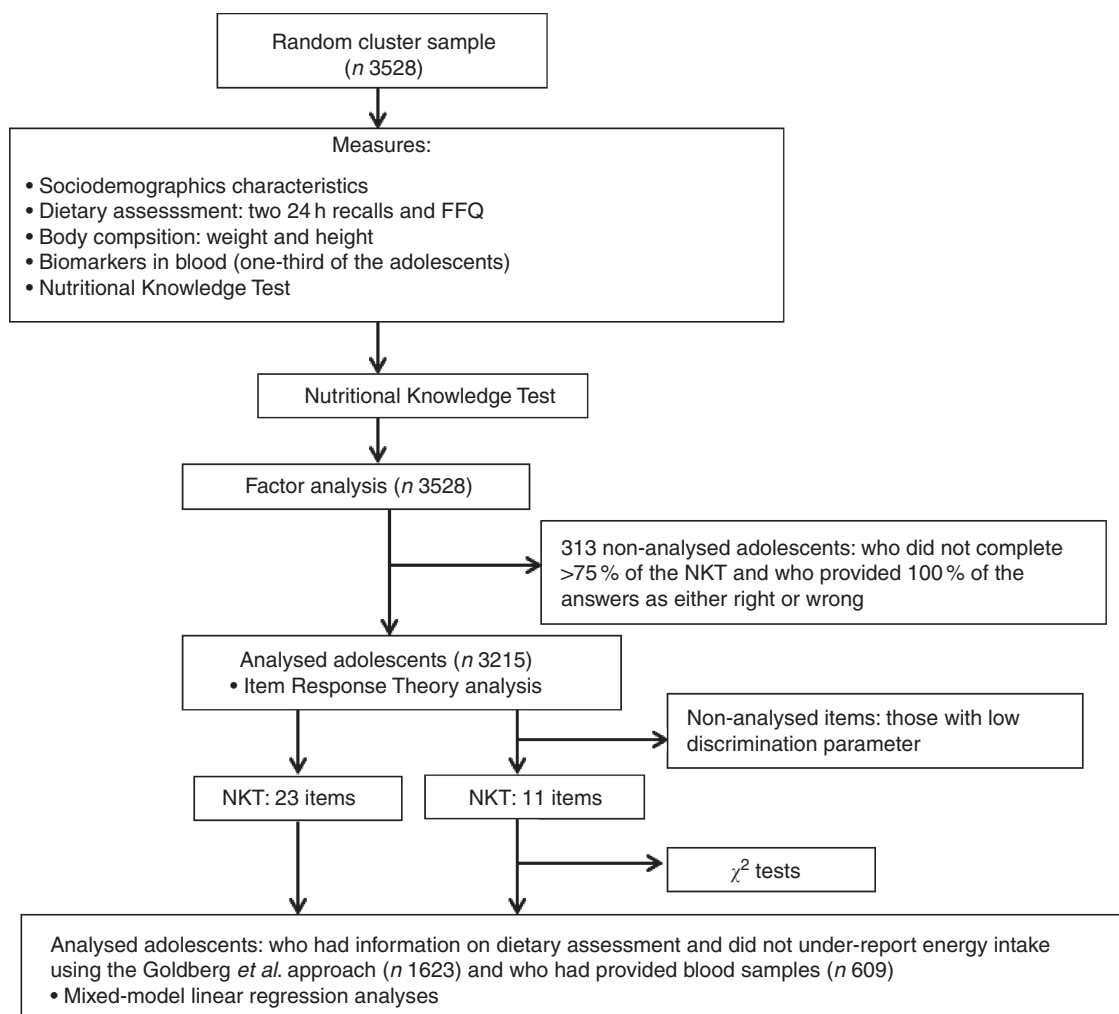 Random cluster sample
(n 3528)
Measures:
• Sociodemographics characteristics
• Dietary assesssment: two 24 h recalls and FFQ
• Body compsition: weight and height
• Biomarkers in blood (one-third of the adolescents)
• Nutritional Knowledge Test
Nutritional Knowledge Test
Factor analysis (n 3528)
313 non-analysed adolescents: who did not complete
>75 % of the NKT and who provided 100 % of the
answers as either right or wrong
Analysed adolescents (n 3215)
• Item Response Theory analysis
Non-analysed items: those with low
discrimination parameter
NKT: 23 items
NKT: 11 items
χ² tests
Analysed adolescents: who had information on dietary assessment and did not under-report energy intake
using the Goldberg et al. approach (n 1623) and who had provided blood samples (n 609)
• Mixed-model linear regression analyses